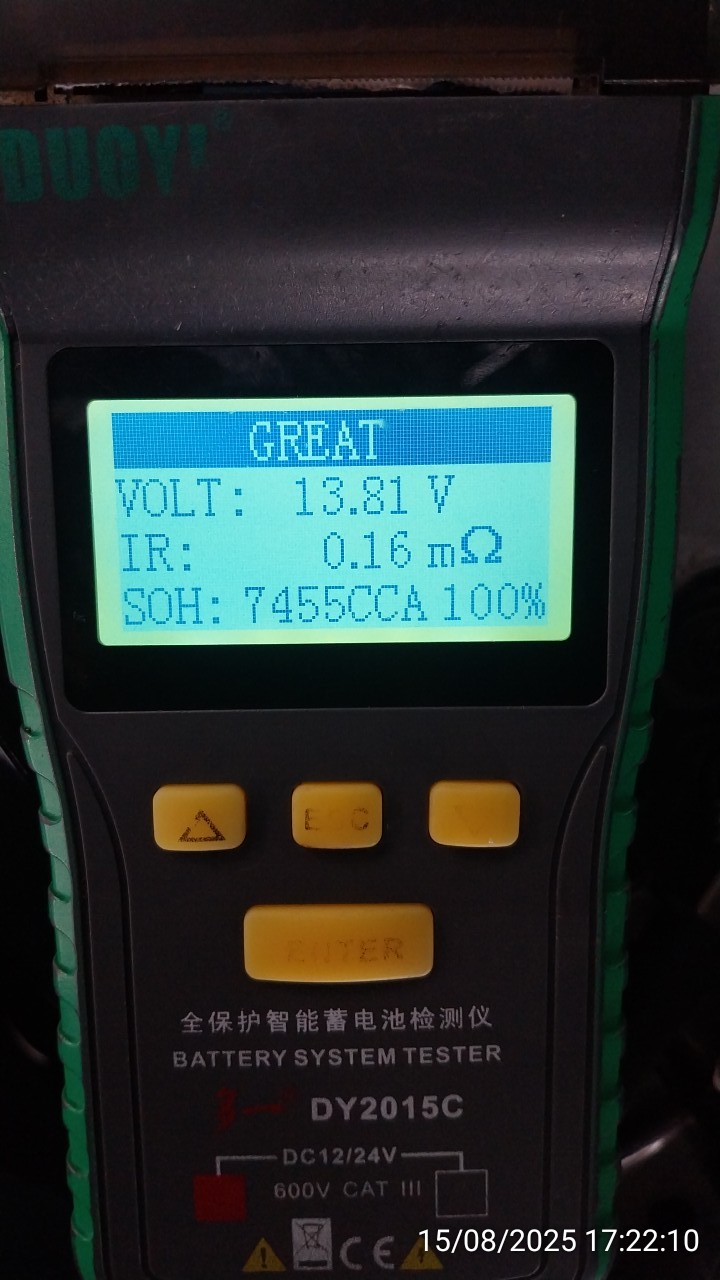 DUOYI
GREAT
VOLT: 13.81 V
IR: 0.16 mΩ
SOH: 7455CCA 100%
ESC
ENTER
全保护智能蓄电池检测仪
BATTERY SYSTEM TESTER
DY2015C
DC12/24V
600V CAT III
CE
15/08/2025 17:22:10